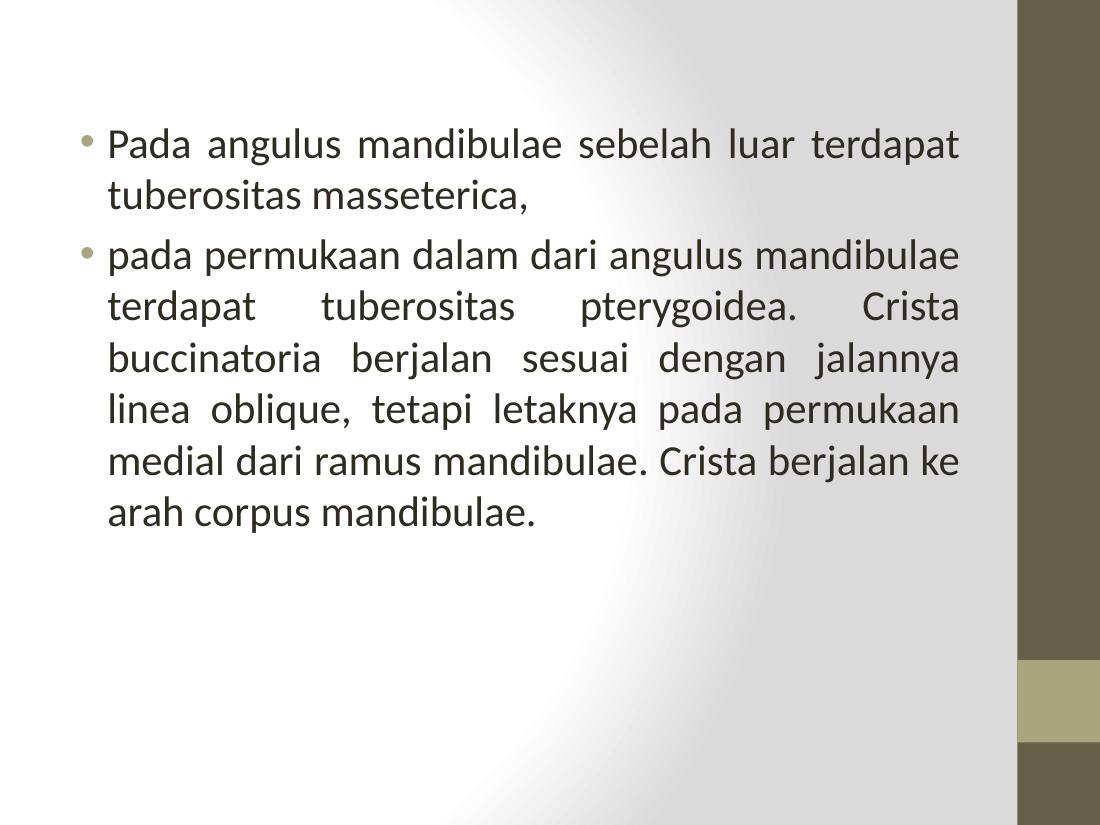 • Pada angulus mandibulae sebelah luar terdapat
tuberositas masseterica,
• pada permukaan dalam dari angulus mandibulae
terdapat tuberositas pterygoidea. Crista
buccinatoria berjalan sesuai dengan jalannya
linea oblique, tetapi letaknya pada permukaan
medial dari ramus mandibulae. Crista berjalan ke
arah corpus mandibulae.